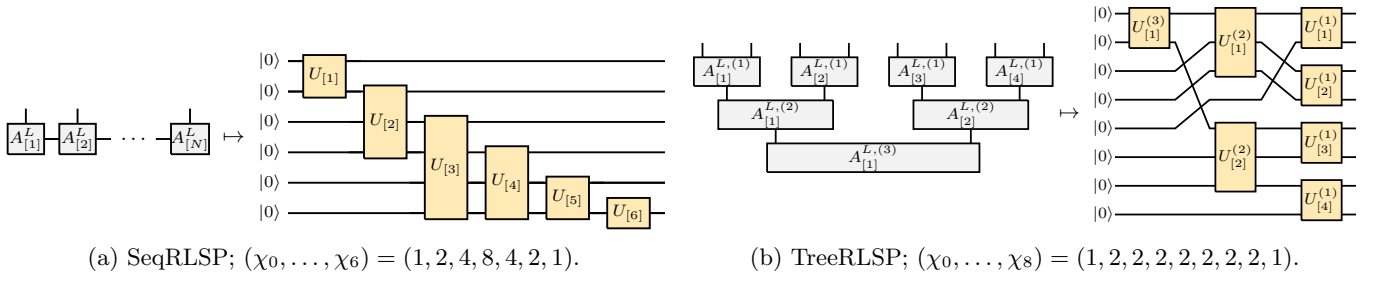 A^L_{[1]} A^L_{[2]} ··· A^L_{[N]} ↦
|0⟩ U_{[1]}
|0⟩ U_{[2]}
|0⟩ U_{[3]}
|0⟩ U_{[4]}
|0⟩ U_{[5]}
|0⟩ U_{[6]}
(a) SeqRLSP; (χ_0, . . . , χ_6) = (1, 2, 4, 8, 4, 2, 1).
A^{L,(1)}_{[1]} A^{L,(1)}_{[2]} A^{L,(1)}_{[3]} A^{L,(1)}_{[4]}
A^{L,(2)}_{[1]} A^{L,(2)}_{[2]} ↦
A^{L,(3)}_{[1]}
|0⟩ U^{(3)}_{[1]} U^{(2)}_{[1]} U^{(1)}_{[1]}
|0⟩
|0⟩ U^{(1)}_{[2]}
|0⟩
|0⟩ U^{(2)}_{[2]} U^{(1)}_{[3]}
|0⟩
|0⟩ U^{(1)}_{[4]}
|0⟩
(b) TreeRLSP; (χ_0, . . . , χ_8) = (1, 2, 2, 2, 2, 2, 2, 2, 1).